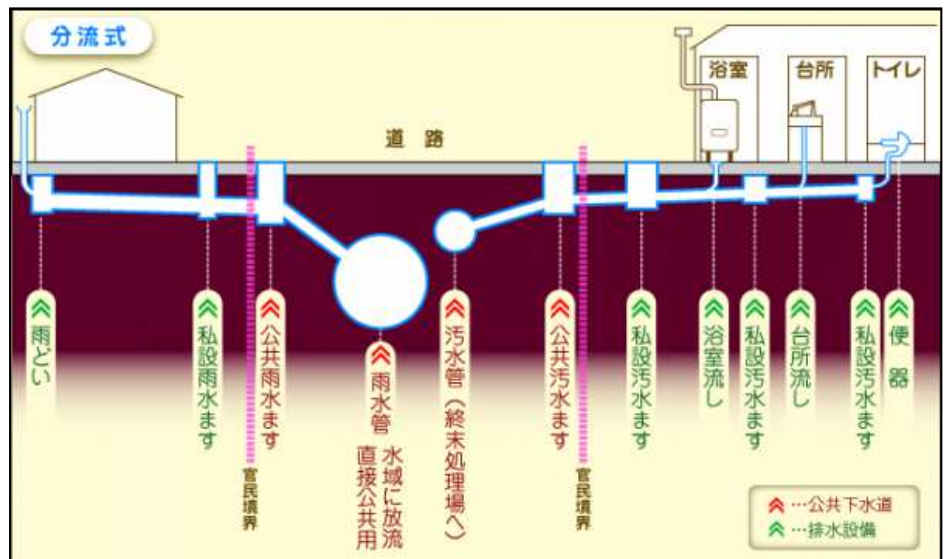 分流式
浴室
台所
トイレ
道路
雨どい
私設雨水ます
公共雨水ます
雨水管
直接公共用
水域に放流
汚水管（終末処理場へ）
公共汚水ます
私設汚水ます
浴室流し
私設汚水ます
台所流し
私設汚水ます
便器
官民境界
官民境界
…公共下水道
…排水設備